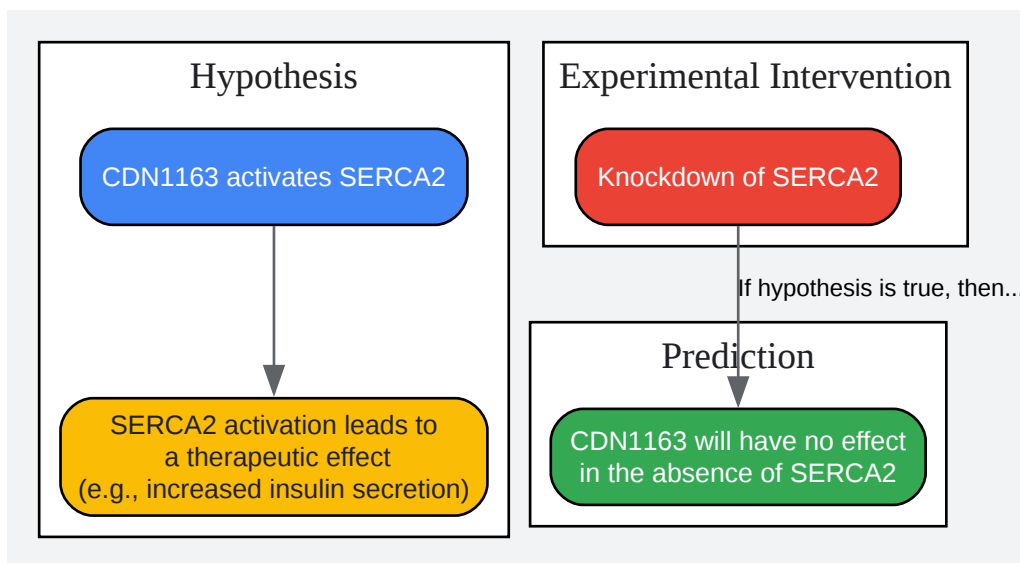 Hypothesis
CDN1163 activates SERCA2
SERCA2 activation leads to
a therapeutic effect
(e.g., increased insulin secretion)
Experimental Intervention
Knockdown of SERCA2
If hypothesis is true, then...
Prediction
CDN1163 will have no effect
in the absence of SERCA2